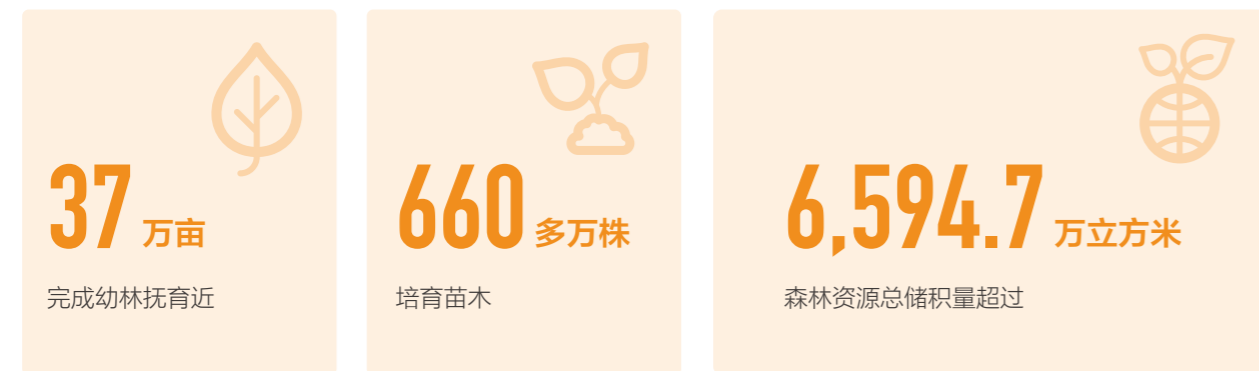 37 万亩
完成幼林抚育近
660 多万株
培育苗木
6,594.7 万立方米
森林资源总储积量超过